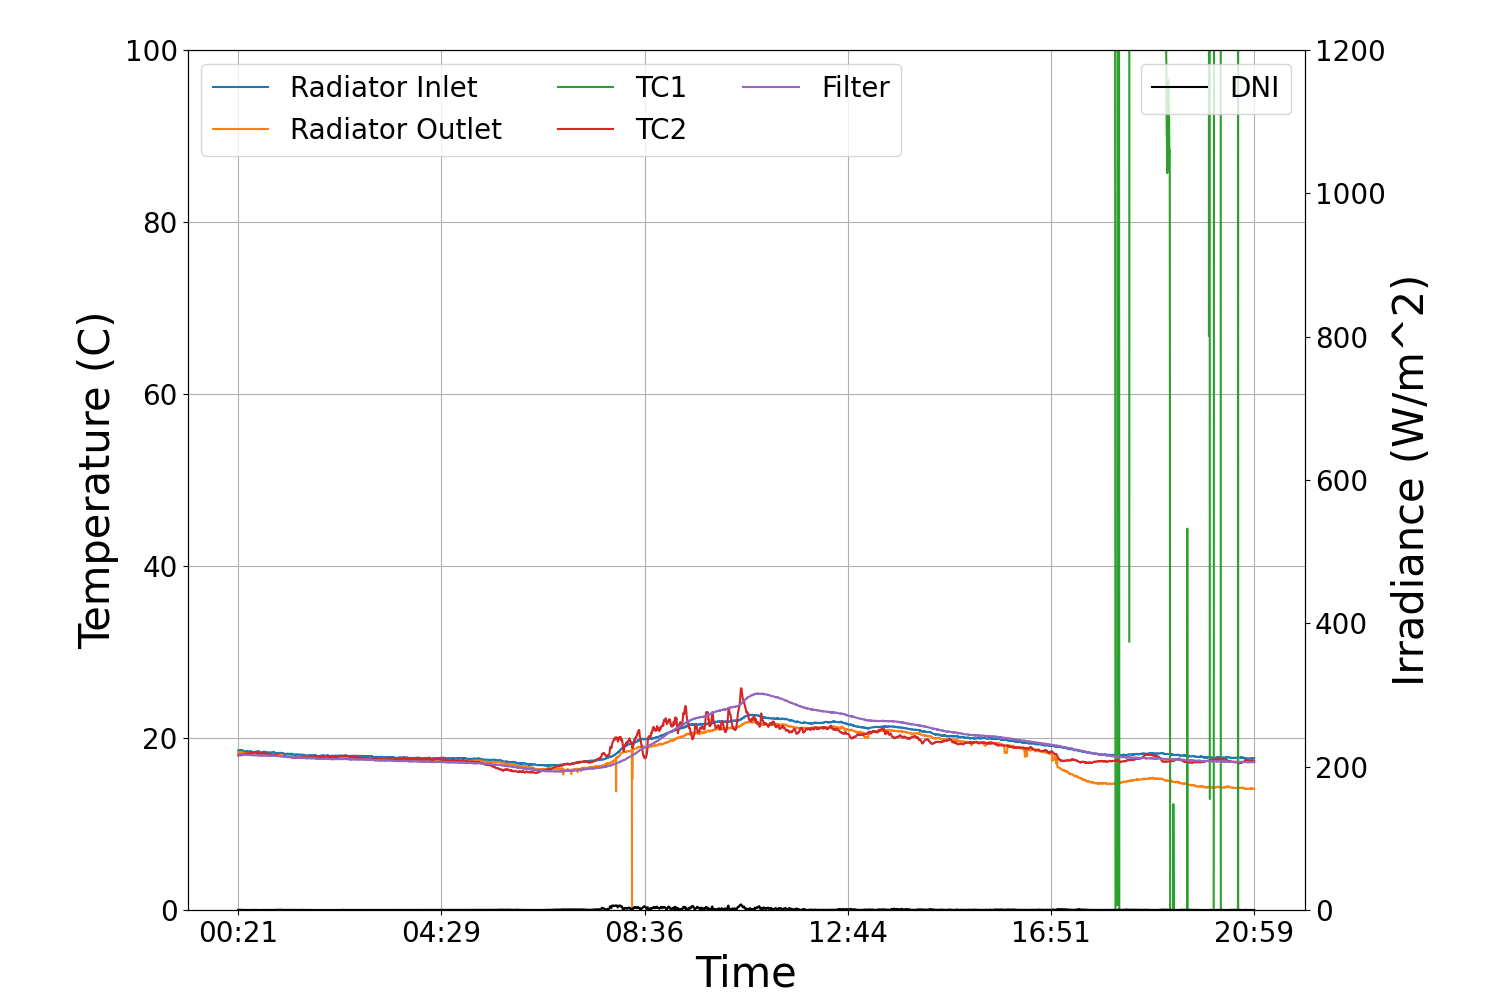 100
80
60
40
20
0
Temperature (C)
Radiator Inlet
Radiator Outlet
TC1
TC2
Filter
DNI
1200
1000
800
600
400
200
0
Irradiance (W/m^2)
00:21 04:29 08:36 12:44 16:51 20:59
Time